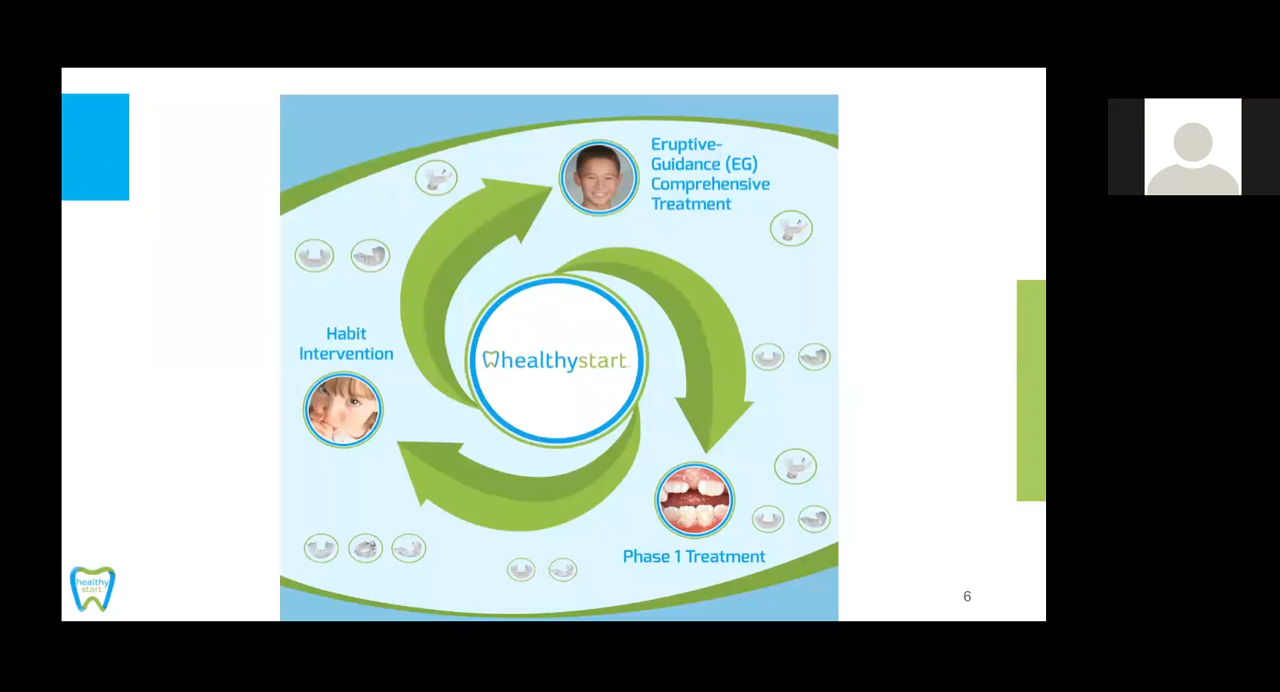 Eruptive-
Guidance (EG)
Comprehensive
Treatment
Habit
Intervention
healthystart
Phase 1 Treatment
healthy
start
6